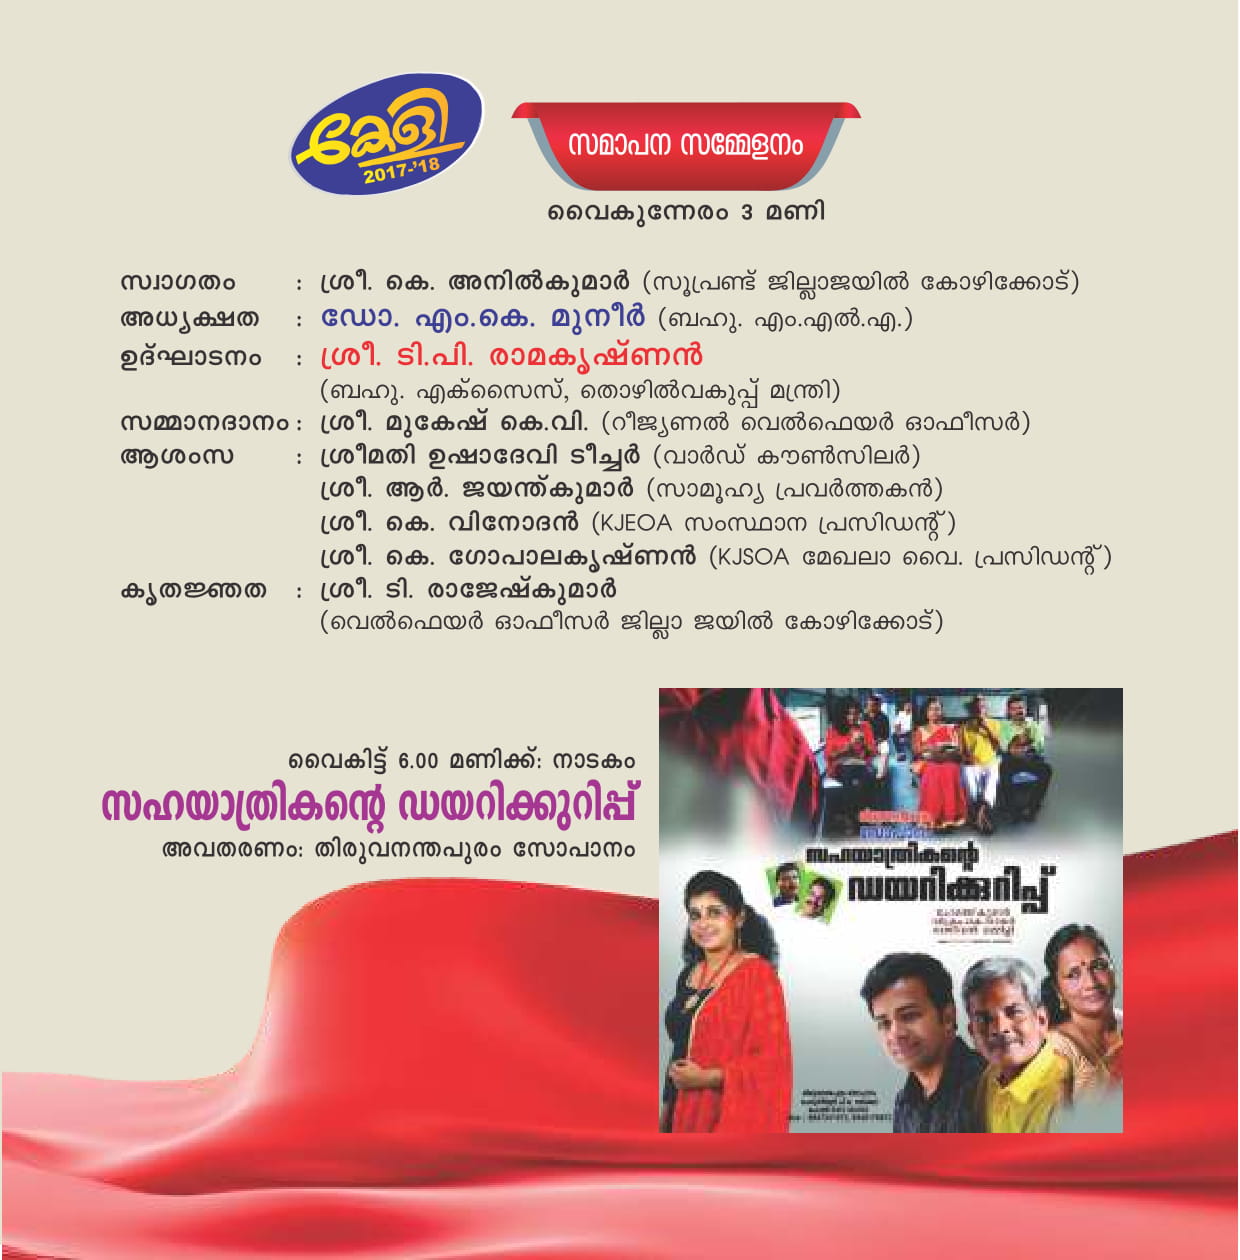 കേളി
2017-'18
സമാപന സമ്മേളനം
വൈകുന്നേരം 3 മണി
സ്വാഗതം : ശ്രീ. കെ. അനിൽകുമാർ (സൂപ്രണ്ട് ജില്ലാജയിൽ കോഴിക്കോട്)
അധ്യക്ഷത : ഡോ. എം.കെ. മുനീർ (ബഹു. എം.എൽ.എ.)
ഉദ്ഘാടനം : ശ്രീ. ടി.പി. രാമകൃഷ്ണൻ
(ബഹു. എക്സൈസ്, തൊഴിൽവകുപ്പ് മന്ത്രി)
സമ്മാനദാനം : ശ്രീ. മുകേഷ് കെ.വി. (റീജ്യണൽ വെൽഫെയർ ഓഫീസർ)
ആശംസ : ശ്രീമതി ഉഷാദേവി ടീച്ചർ (വാർഡ് കൗൺസിലർ)
ശ്രീ. ആർ. ജയന്ത്കുമാർ (സാമൂഹ്യ പ്രവർത്തകൻ)
ശ്രീ. കെ. വിനോദൻ (KJEOA സംസ്ഥാന പ്രസിഡന്റ്)
ശ്രീ. കെ. ഗോപാലകൃഷ്ണൻ (KJSOA മേഖലാ വൈ. പ്രസിഡന്റ്)
കൃതജ്ഞത : ശ്രീ. ടി. രാജേഷ്കുമാർ
(വെൽഫെയർ ഓഫീസർ ജില്ലാ ജയിൽ കോഴിക്കോട്)
വൈകിട്ട് 6.00 മണിക്ക്: നാടകം
സഹയാത്രികന്റെ ഡയറിക്കുറിപ്പ്
അവതരണം: തിരുവനന്തപുരം സോപാനം
സഹയാത്രികന്റെ
ഡയറിക്കുറിപ്പ്